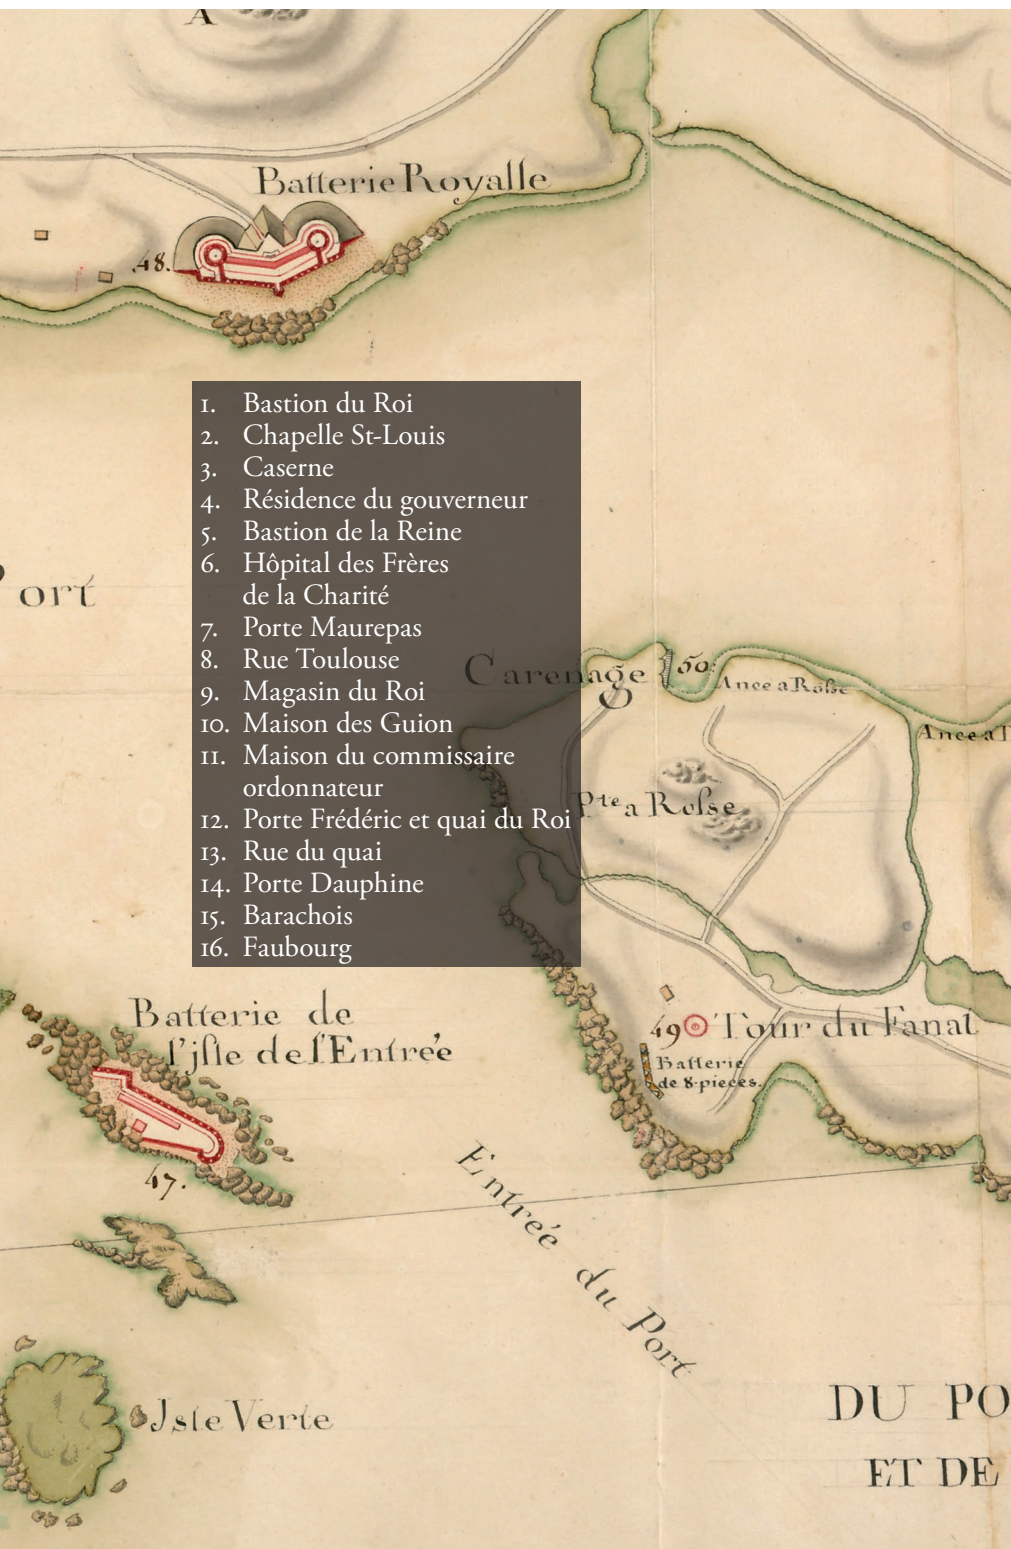 A
Batterie Royalle
48.
1. Bastion du Roi
2. Chapelle St-Louis
3. Caserne
4. Résidence du gouverneur
5. Bastion de la Reine
6. Hôpital des Frères
de la Charité
7. Porte Maurepas
8. Rue Toulouse
9. Magasin du Roi
10. Maison des Guion
11. Maison du commissaire
ordonnateur
12. Porte Frédéric et quai du Roi
13. Rue du quai
14. Porte Dauphine
15. Barachois
16. Faubourg
ort
Carenage
50
Ance a Rosse
Ance a
Pte a Rosse
Batterie de
l'jsle de l'Entreé
47.
49 Tour du Fanal
Batterie
de 8 pieces.
Entreé du Port
Jsle Verte
DU PO
ET DE